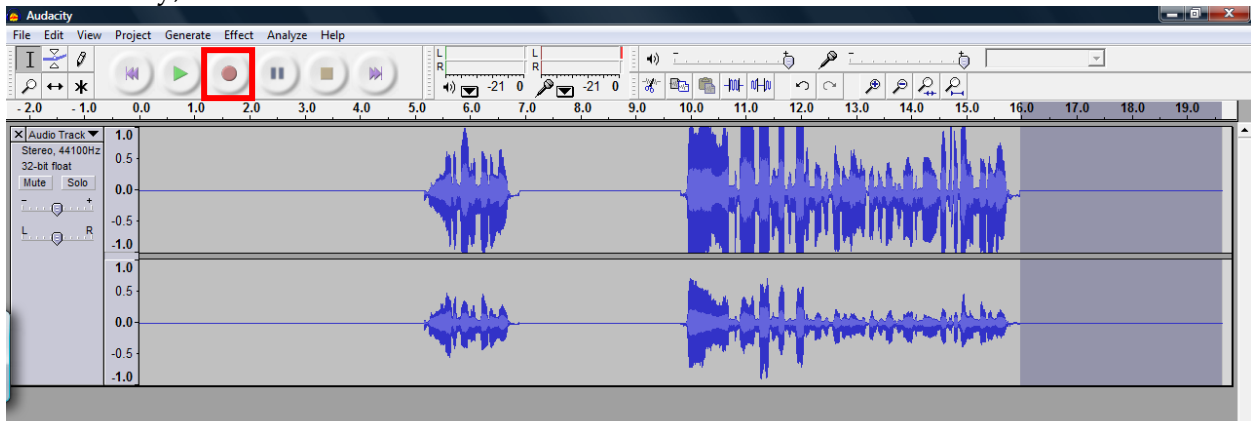 Audacity
File Edit View Project Generate Effect Analyze Help
L L
R R
-21 0 -21 0
- +
- +
- 2.0 - 1.0 0.0 1.0 2.0 3.0 4.0 5.0 6.0 7.0 8.0 9.0 10.0 11.0 12.0 13.0 14.0 15.0 16.0 17.0 18.0 19.0
X Audio Track
Stereo, 44100Hz
32-bit float
Mute Solo
- +
L R
1.0
0.5
0.0
-0.5
-1.0
1.0
0.5
0.0
-0.5
-1.0